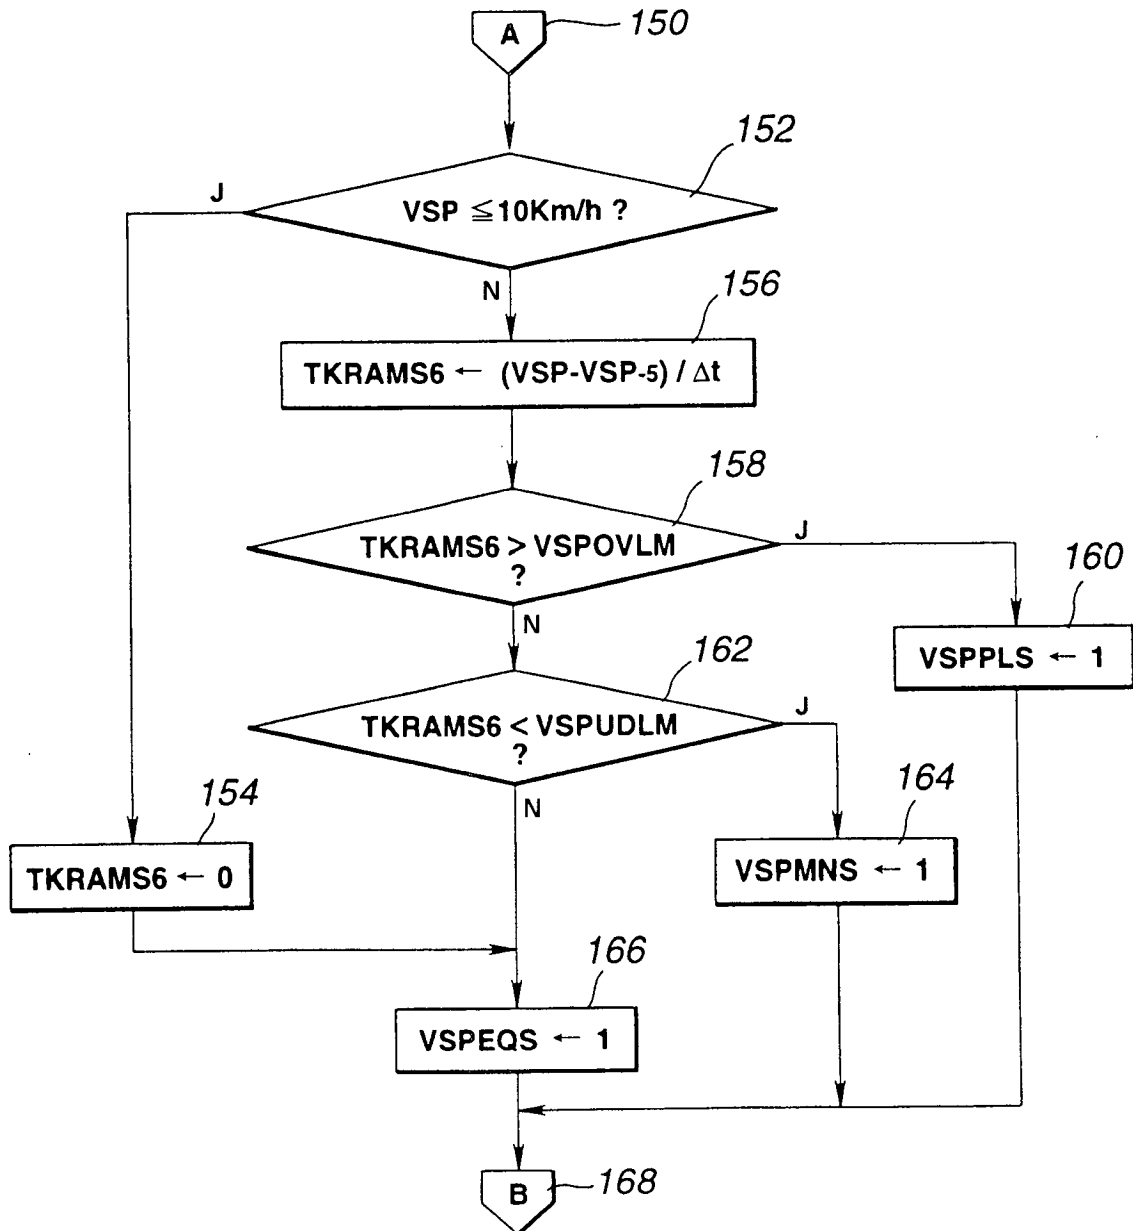 A
150
152
J
VSP ≦10Km/h ?
N
156
TKRAMS6 ← (VSP-VSP-5) / Δt
158
TKRAMS6 > VSPOVLM
?
J
N
160
VSPPLS ← 1
162
TKRAMS6 < VSPUDLM
?
J
N
154
TKRAMS6 ← 0
164
VSPMNS ← 1
166
VSPEQS ← 1
B
168